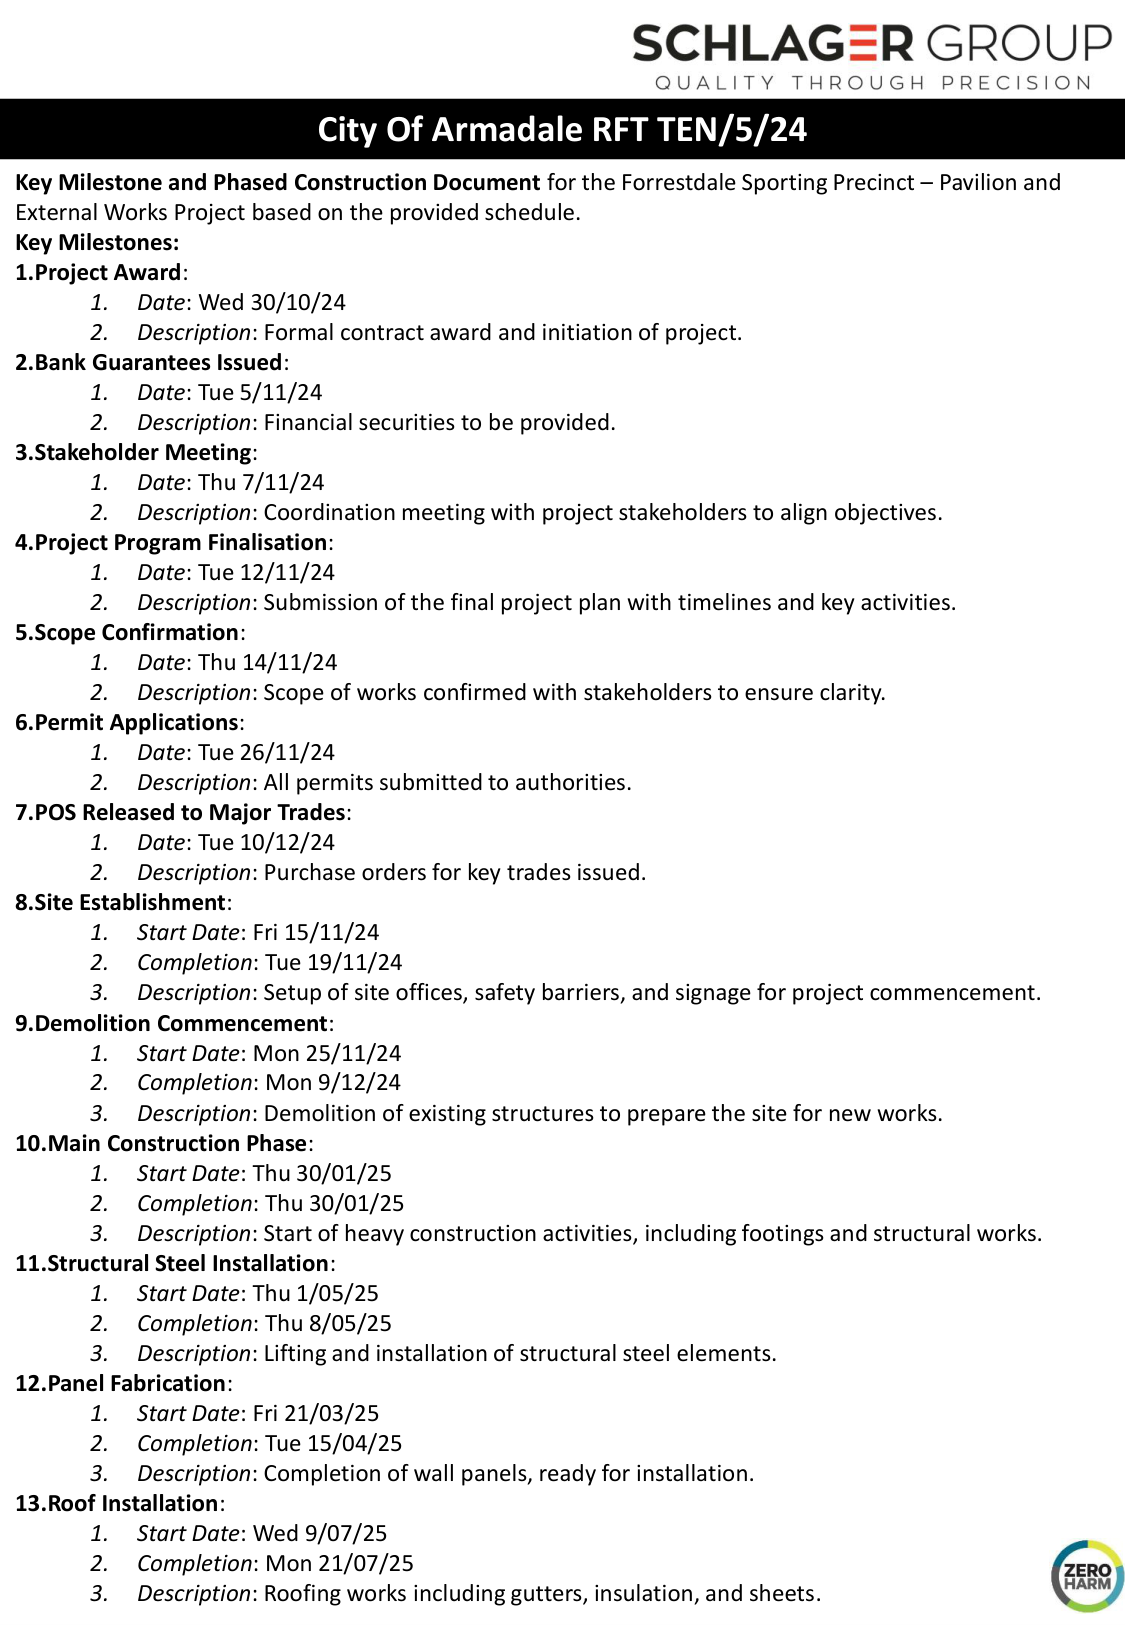 SCHLAGER GROUP
QUALITY THROUGH PRECISION
City Of Armadale RFT TEN/5/24
Key Milestone and Phased Construction Document for the Forrestdale Sporting Precinct – Pavilion and
External Works Project based on the provided schedule.
Key Milestones:
1.Project Award:
1. Date: Wed 30/10/24
2. Description: Formal contract award and initiation of project.
2.Bank Guarantees Issued:
1. Date: Tue 5/11/24
2. Description: Financial securities to be provided.
3.Stakeholder Meeting:
1. Date: Thu 7/11/24
2. Description: Coordination meeting with project stakeholders to align objectives.
4.Project Program Finalisation:
1. Date: Tue 12/11/24
2. Description: Submission of the final project plan with timelines and key activities.
5.Scope Confirmation:
1. Date: Thu 14/11/24
2. Description: Scope of works confirmed with stakeholders to ensure clarity.
6.Permit Applications:
1. Date: Tue 26/11/24
2. Description: All permits submitted to authorities.
7.POS Released to Major Trades:
1. Date: Tue 10/12/24
2. Description: Purchase orders for key trades issued.
8.Site Establishment:
1. Start Date: Fri 15/11/24
2. Completion: Tue 19/11/24
3. Description: Setup of site offices, safety barriers, and signage for project commencement.
9.Demolition Commencement:
1. Start Date: Mon 25/11/24
2. Completion: Mon 9/12/24
3. Description: Demolition of existing structures to prepare the site for new works.
10.Main Construction Phase:
1. Start Date: Thu 30/01/25
2. Completion: Thu 30/01/25
3. Description: Start of heavy construction activities, including footings and structural works.
11.Structural Steel Installation:
1. Start Date: Thu 1/05/25
2. Completion: Thu 8/05/25
3. Description: Lifting and installation of structural steel elements.
12.Panel Fabrication:
1. Start Date: Fri 21/03/25
2. Completion: Tue 15/04/25
3. Description: Completion of wall panels, ready for installation.
13.Roof Installation:
1. Start Date: Wed 9/07/25
2. Completion: Mon 21/07/25
3. Description: Roofing works including gutters, insulation, and sheets.
ZERO
HARM